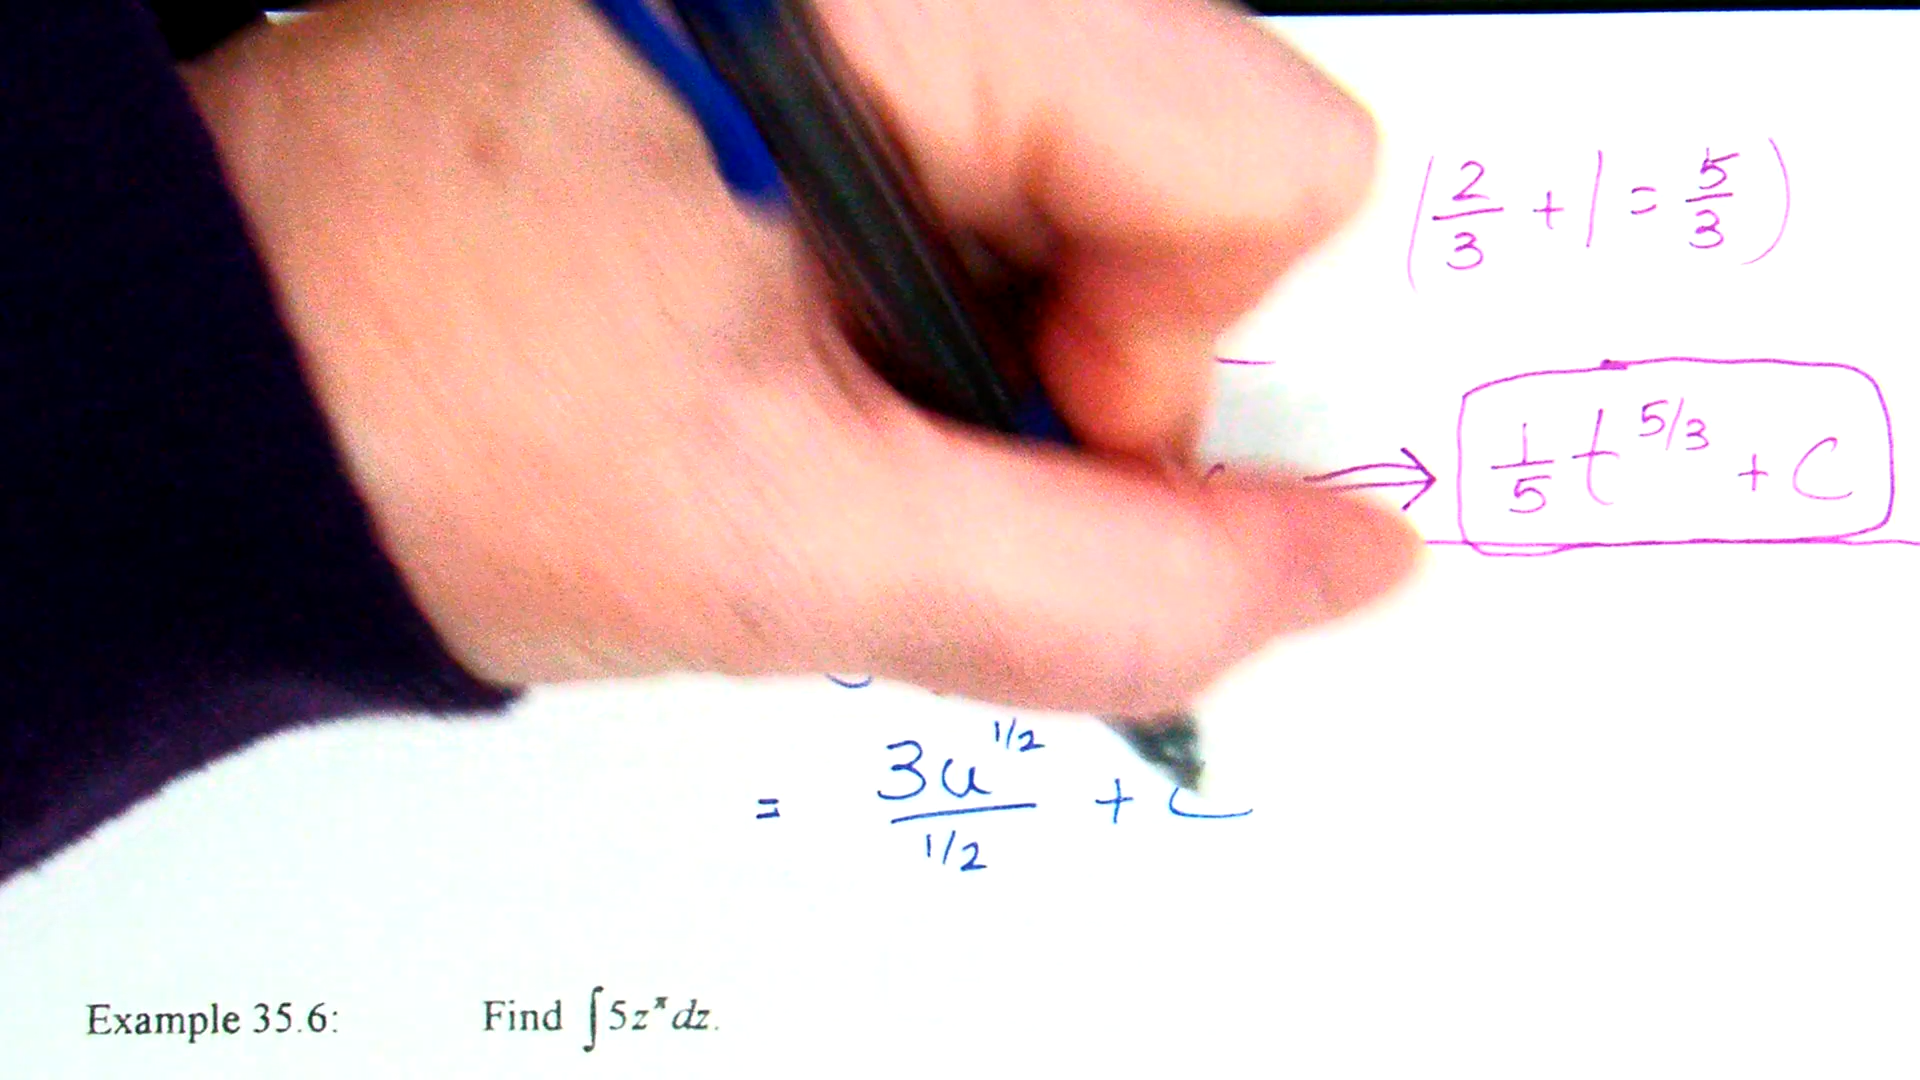 (2/3 + 1 = 5/3)
⇒ 1/5 t^5/3 + C
= 3u^1/2 / 1/2 + C
Example 35.6: Find ∫5z^π dz.